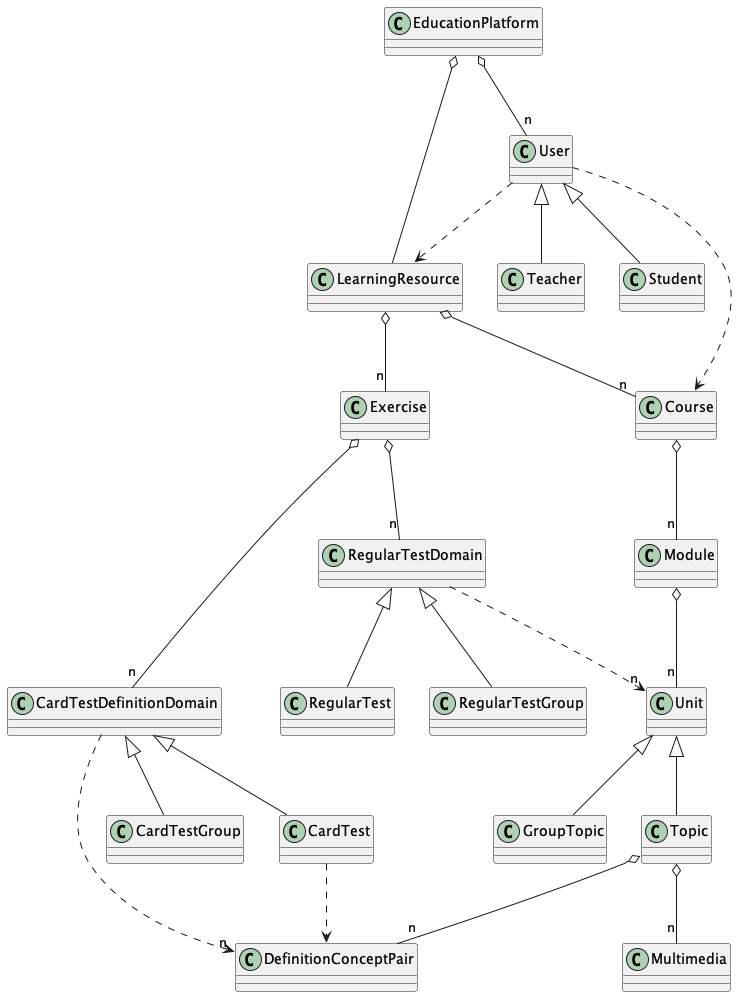 C EducationPlatform
n
C User
C LearningResource
C Teacher
C Student
n
n
C Exercise
C Course
n
n
C RegularTestDomain
C Module
n
n
n
C CardTestDefinitionDomain
C RegularTest
C RegularTestGroup
C Unit
C CardTestGroup
C CardTest
C GroupTopic
C Topic
n
n
n
C DefinitionConceptPair
C Multimedia